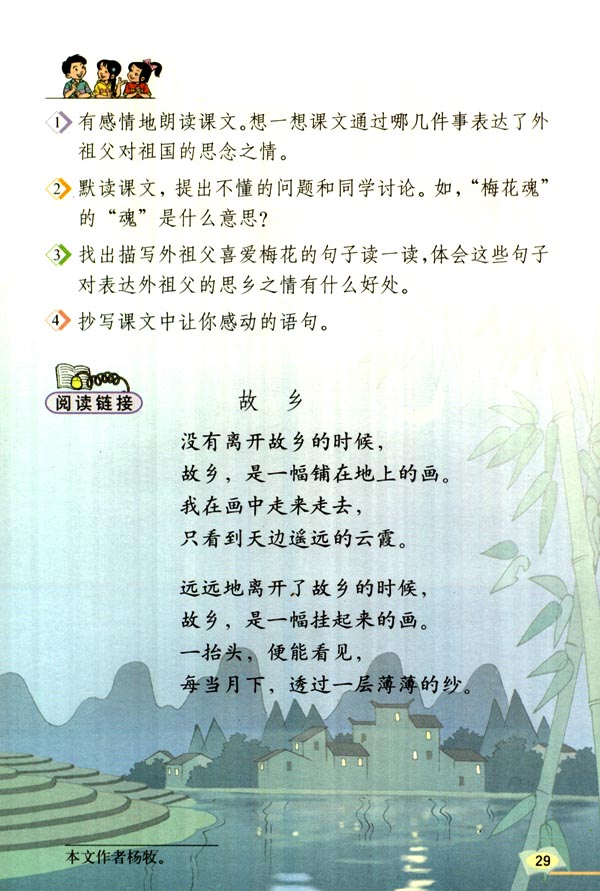 1 有感情地朗读课文。想一想课文通过哪几件事表达了外
祖父对祖国的思念之情。
2 默读课文，提出不懂的问题和同学讨论。如，“梅花魂”
的“魂”是什么意思？
3 找出描写外祖父喜爱梅花的句子读一读，体会这些句子
对表达外祖父的思乡之情有什么好处。
4 抄写课文中让你感动的语句。
阅读链接
故 乡
没有离开故乡的时候，
故乡，是一幅铺在地上的画。
我在画中走来走去，
只看到天边遥远的云霞。
远远地离开了故乡的时候，
故乡，是一幅挂起来的画。
一抬头，便能看见，
每当月下，透过一层薄薄的纱。
本文作者杨牧。
29